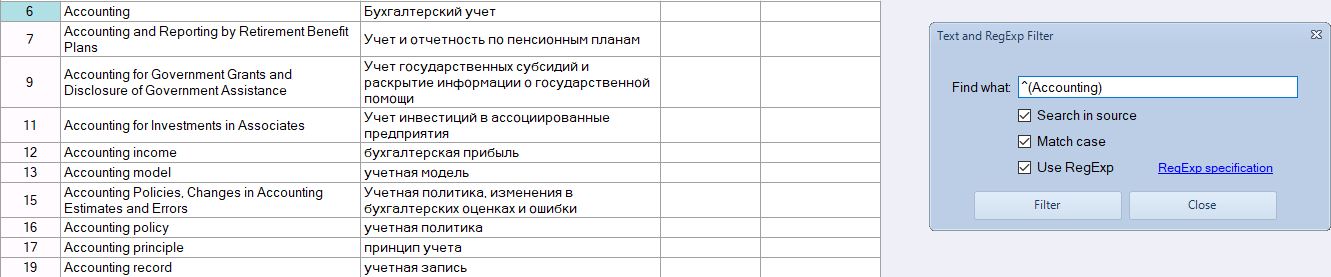 6 Accounting Бухгалтерский учет
7 Accounting and Reporting by Retirement Benefit
Plans
Учет и отчетность по пенсионным планам
9 Accounting for Government Grants and
Disclosure of Government Assistance
Учет государственных субсидий и
раскрытие информации о государственной
помощи
11 Accounting for Investments in Associates
Учет инвестиций в ассоциированные
предприятия
12 Accounting income бухгалтерская прибыль
13 Accounting model учетная модель
15 Accounting Policies, Changes in Accounting
Estimates and Errors
Учетная политика, изменения в
бухгалтерских оценках и ошибки
16 Accounting policy учетная политика
17 Accounting principle принцип учета
19 Accounting record учетная запись
Text and RegExp Filter
Find what: ^(Accounting)
Search in source
Match case
Use RegExp RegExp specification
Filter Close